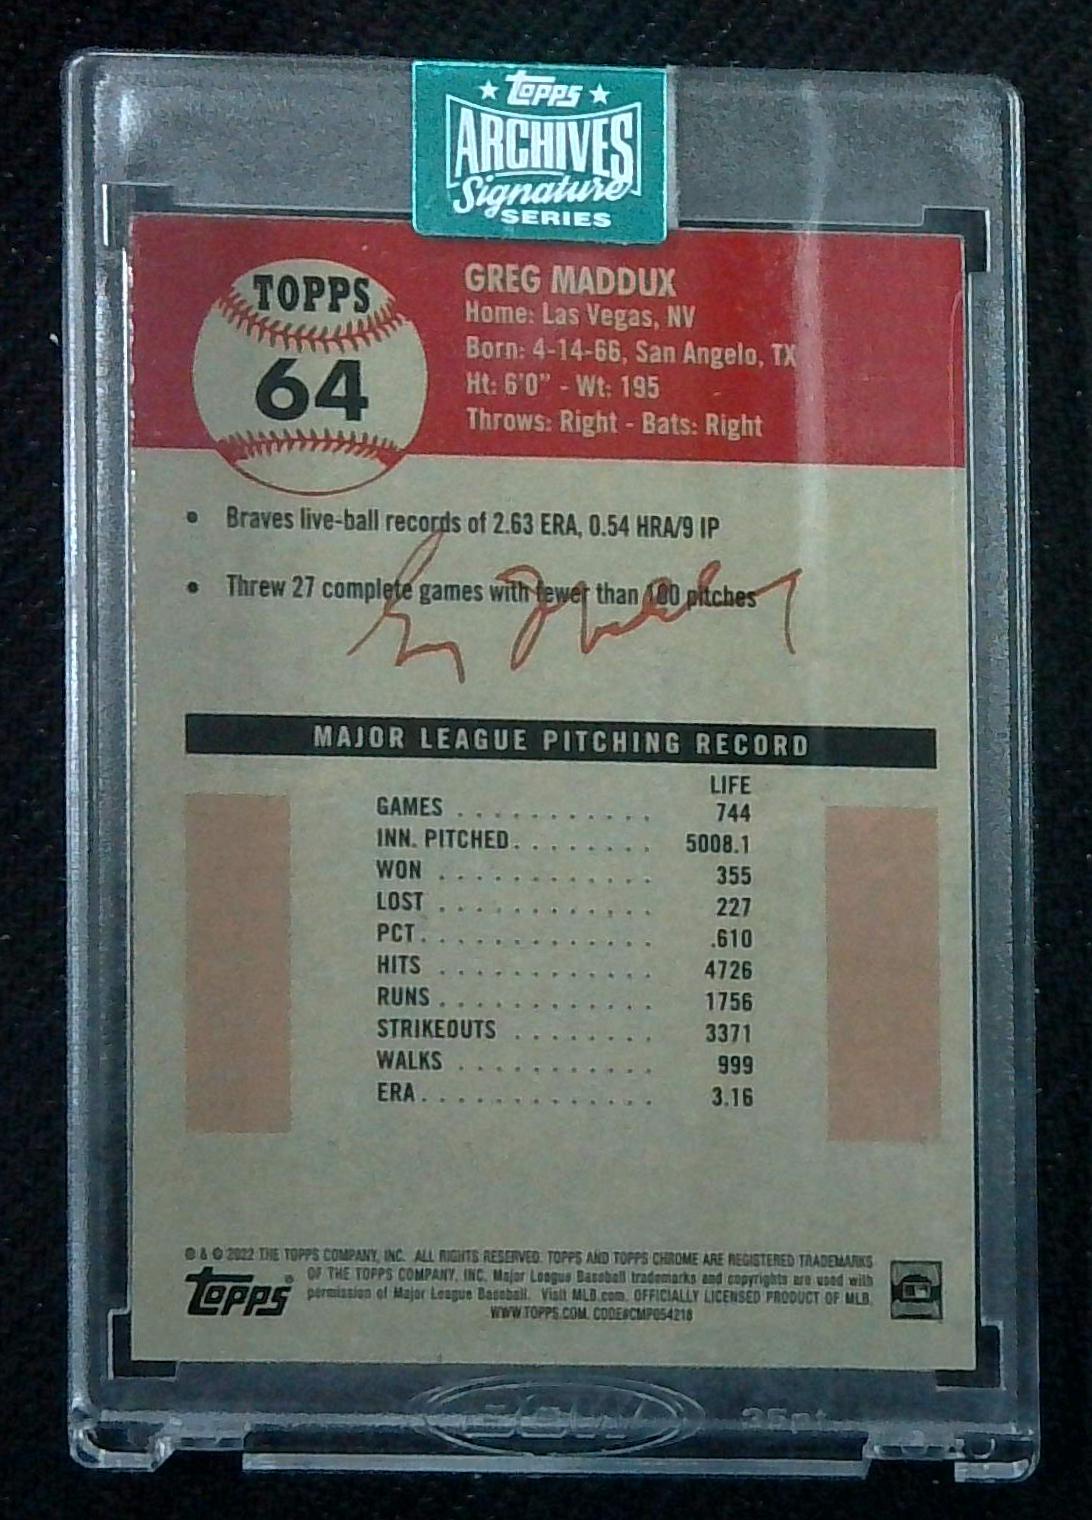 Topps
ARCHIVES
Signature
SERIES
TOPPS
64
GREG MADDUX
Home: Las Vegas, NV
Born: 4-14-66, San Angelo, TX
Ht: 6'0" - Wt: 195
Throws: Right - Bats: Right
• Braves live-ball records of 2.63 ERA, 0.54 HRA/9 IP
• Threw 27 complete games with fewer than 100 pitches
MAJOR LEAGUE PITCHING RECORD
LIFE
GAMES . . . . . . . . . . . 744
INN. PITCHED. . . . . . . . 5008.1
WON . . . . . . . . . . . . 355
LOST . . . . . . . . . . . . 227
PCT. . . . . . . . . . . . . .610
HITS . . . . . . . . . . . . 4726
RUNS . . . . . . . . . . . . 1756
STRIKEOUTS . . . . . . . . 3371
WALKS . . . . . . . . . . . 999
ERA. . . . . . . . . . . . . 3.16
® & © 2022 THE TOPPS COMPANY, INC. ALL RIGHTS RESERVED. TOPPS AND TOPPS CHROME ARE REGISTERED TRADEMARKS
OF THE TOPPS COMPANY, INC. Major League Baseball trademarks and copyrights are used with
permission of Major League Baseball. Visit MLB.com. OFFICIALLY LICENSED PRODUCT OF MLB.
WWW.TOPPS.COM. CODE#CMP054218
Topps®
35pt